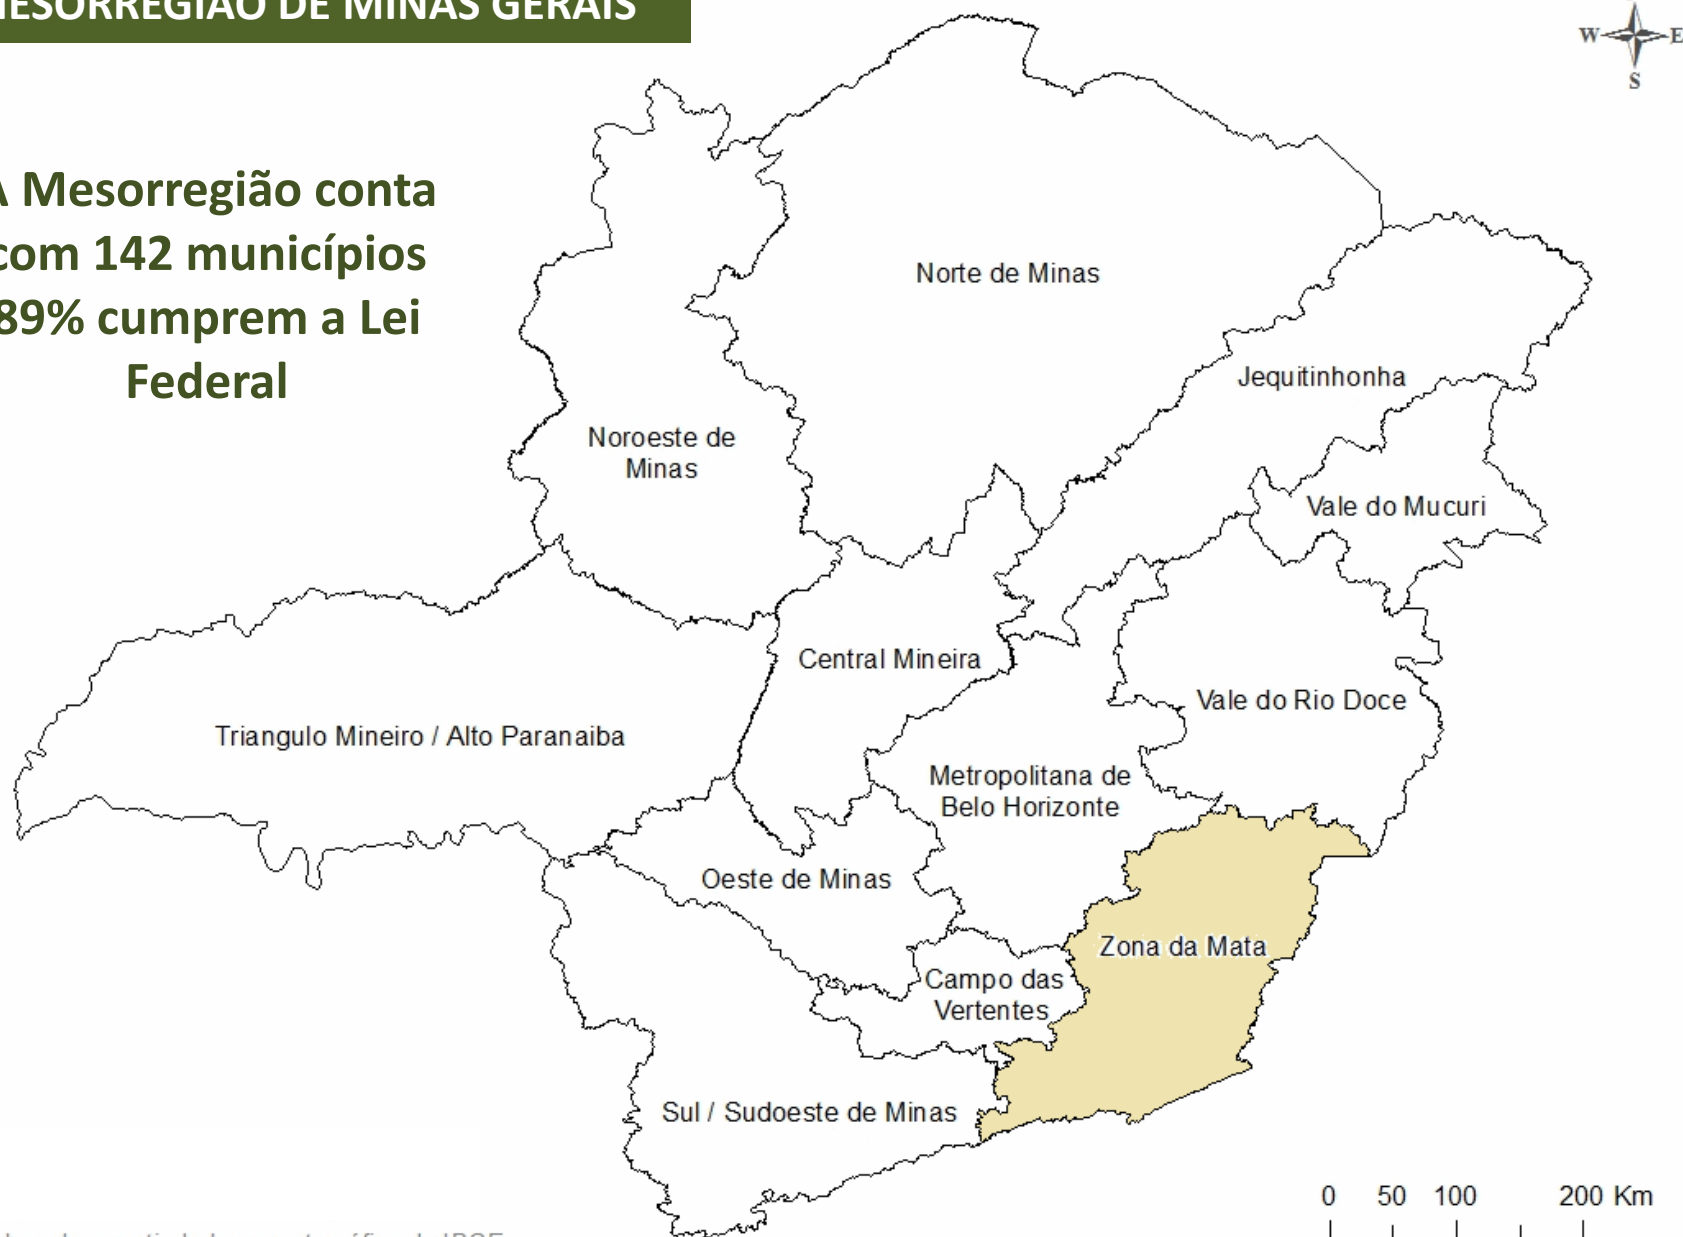 MESORREGIÃO DE MINAS GERAIS
W E
S
A Mesorregião conta
com 142 municípios
89% cumprem a Lei
Federal
Norte de Minas
Jequitinhonha
Noroeste de
Minas
Vale do Mucuri
Central Mineira
Vale do Rio Doce
Triangulo Mineiro / Alto Paranaiba
Metropolitana de
Belo Horizonte
Oeste de Minas
Zona da Mata
Campo das
Vertentes
Sul / Sudoeste de Minas
0 50 100 200 Km